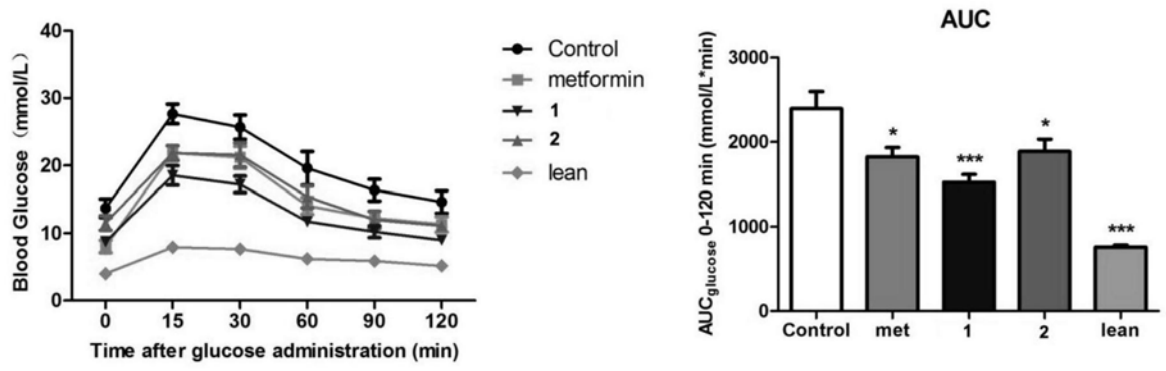 Blood Glucose (mmol/L)
40
30
20
10
0
0 15 30 60 90 120
Time after glucose administration (min)
Control
metformin
1
2
lean
AUC
AUCglucose 0-120 min (mmol/L*min)
3000
2000
1000
0
*
***
*
***
Control met 1 2 lean